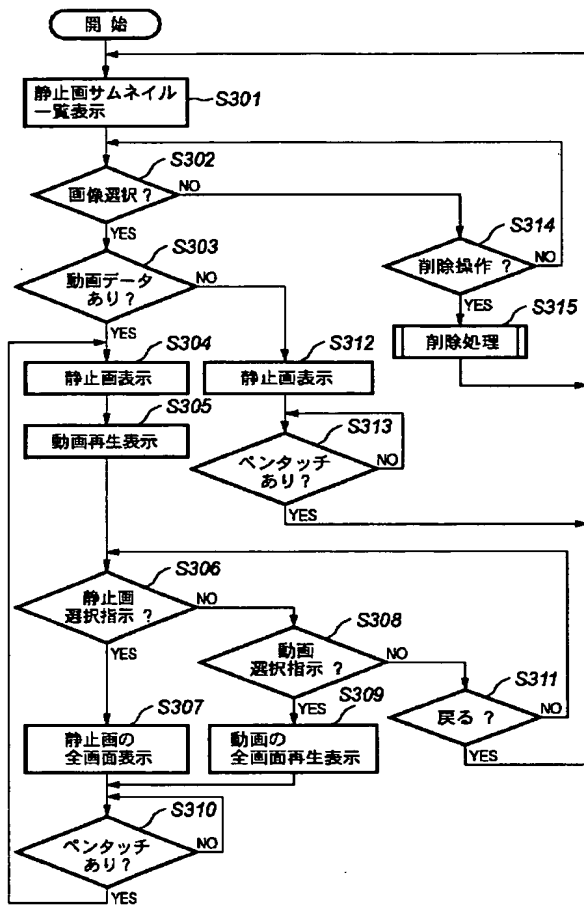 開 始
静止画サムネイル
一覧表示
S301
S302
画像選択?
NO
YES
S303
動画データ
あり?
NO
YES
S314
削除操作 ?
NO
YES
S315
削除処理
S304
静止画表示
S312
静止画表示
S305
動画再生表示
S313
ペンタッチ
あり?
NO
YES
S306
静止画
選択指示 ?
NO
YES
S308
動画
選択指示 ?
NO
YES
S311
戻る ?
NO
YES
S307
静止画の
全画面表示
S309
動画の
全画面再生表示
S310
ペンタッチ
あり?
NO
YES